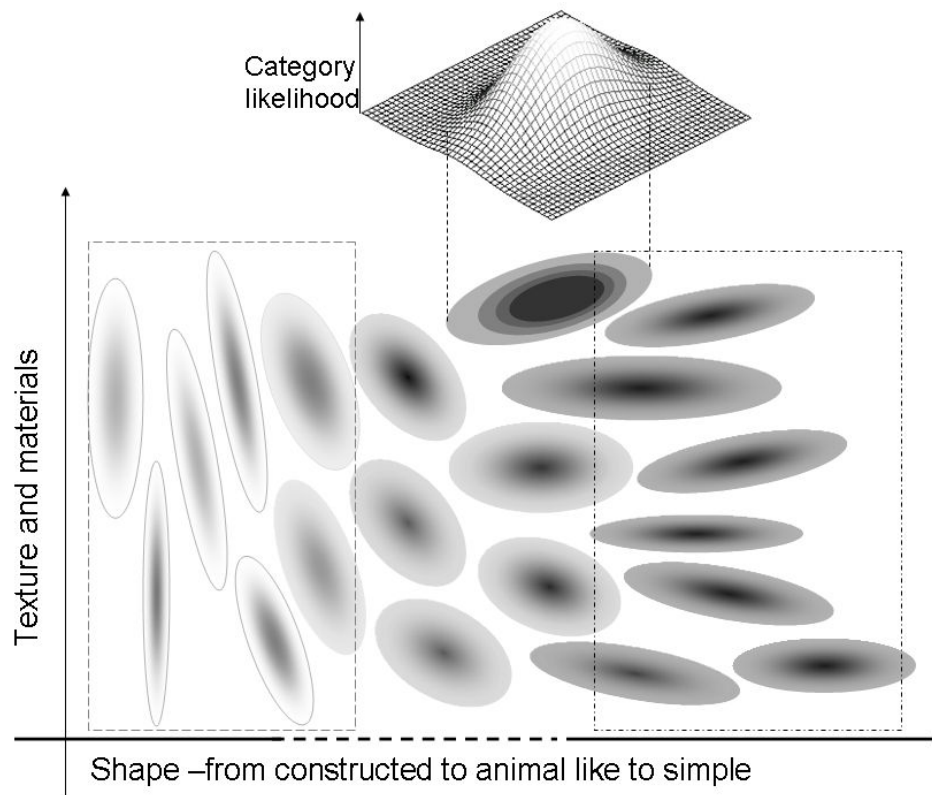 Category
likelihood
Texture and materials
Shape –from constructed to animal like to simple